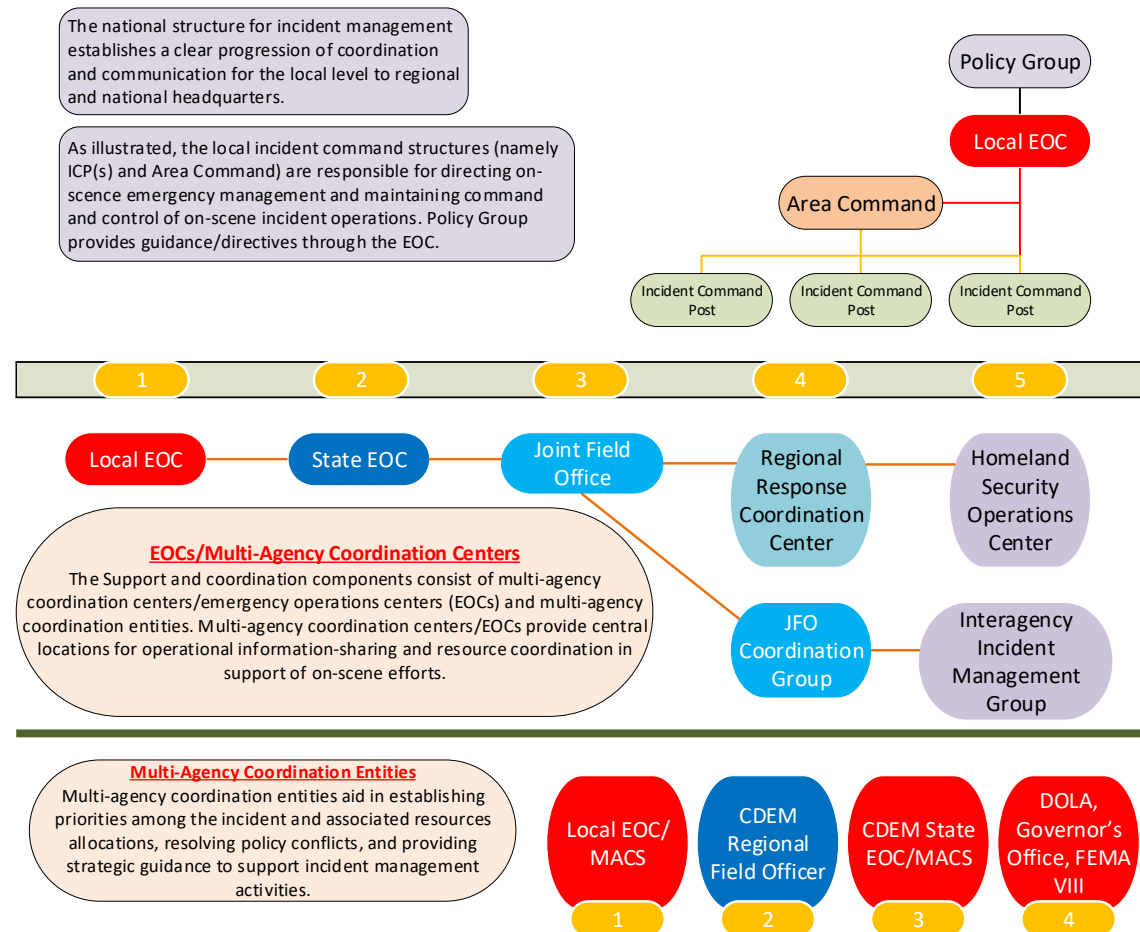 The national structure for incident management
establishes a clear progression of coordination
and communication for the local level to regional
and national headquarters.
As illustrated, the local incident command structures (namely
ICP(s) and Area Command) are responsible for directing on-
scence emergency management and maintaining command
and control of on-scene incident operations. Policy Group
provides guidance/directives through the EOC.
Policy Group
Local EOC
Area Command
Incident Command
Post
Incident Command
Post
Incident Command
Post
1
2
3
4
5
Local EOC
State EOC
Joint Field
Office
Regional
Response
Coordination
Center
Homeland
Security
Operations
Center
EOCs/Multi-Agency Coordination Centers
The Support and coordination components consist of multi-agency
coordination centers/emergency operations centers (EOCs) and multi-agency
coordination entities. Multi-agency coordination centers/EOCs provide central
locations for operational information-sharing and resource coordination in
support of on-scene efforts.
JFO
Coordination
Group
Interagency
Incident
Management
Group
Multi-Agency Coordination Entities
Multi-agency coordination entities aid in establishing
priorities among the incident and associated resources
allocations, resolving policy conflicts, and providing
strategic guidance to support incident management
activities.
Local EOC/
MACS
CDEM
Regional
Field Officer
CDEM State
EOC/MACS
DOLA,
Governor's
Office, FEMA
VIII
1
2
3
4